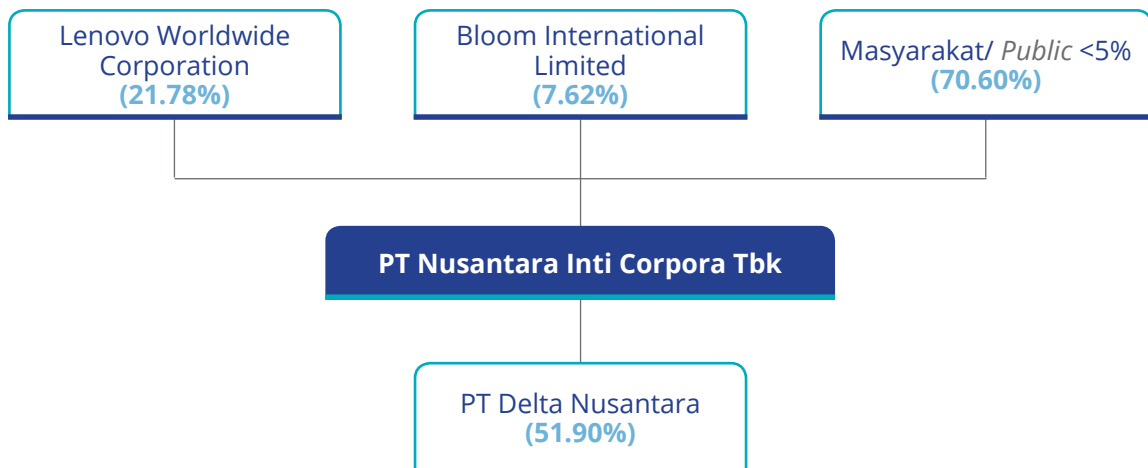 Lenovo Worldwide
Corporation
(21.78%)
Bloom International
Limited
(7.62%)
Masyarakat/ Public <5%
(70.60%)
PT Nusantara Inti Corpora Tbk
PT Delta Nusantara
(51.90%)